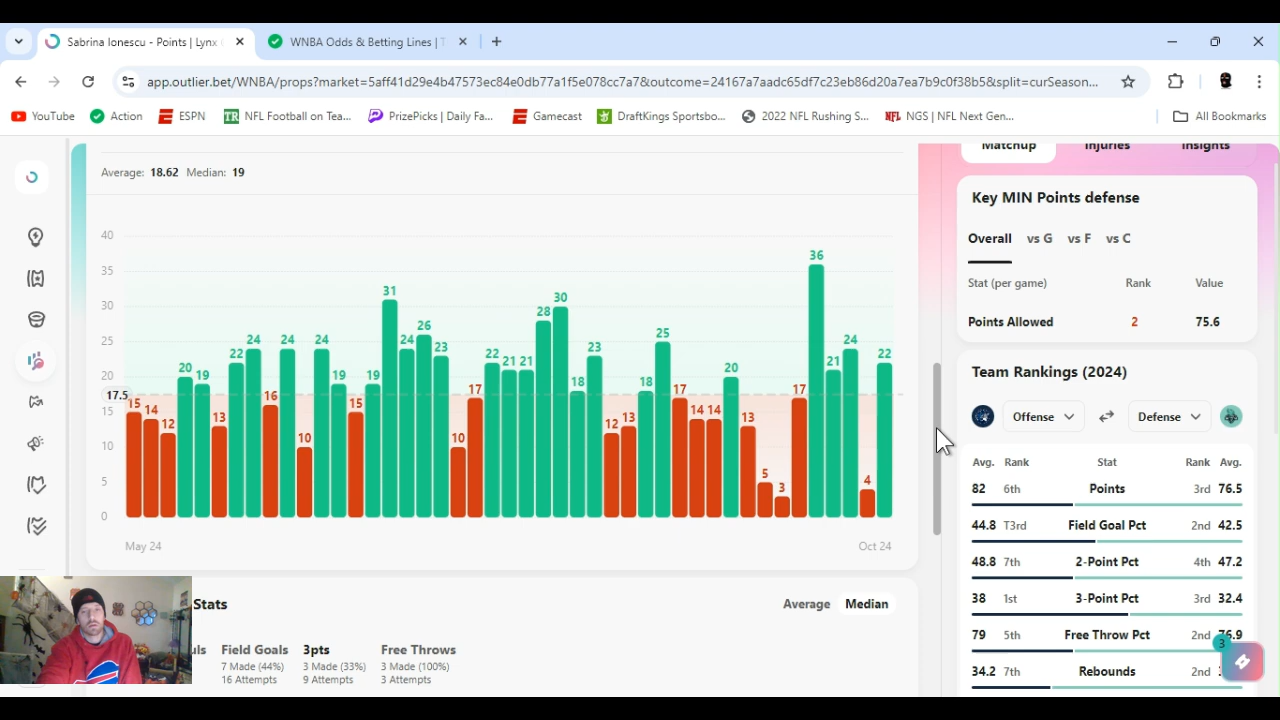 Sabrina Ionescu - Points | Lynx
WNBA Odds & Betting Lines | T
app.outlier.bet/WNBA/props?market=5aff41d29e4b47573ec84e0db77a1f5e078cc7a7&outcome=24167a7aadc65df7c23eb86d20a7ea7b9c0f38b5&split=curSeason...
YouTube Action ESPN NFL Football on Tea... PrizePicks | Daily Fa... Gamecast DraftKings Sportsbo... 2022 NFL Rushing S... NFL NGS | NFL Next Gen... All Bookmarks
TR
Average: 18.62 Median: 19
40
35
30
25
20
17.5
15
10
5
0
15 14 12 20 19 13 22 24 16 24 10 24 19 15 19 31 24 26 23 10 17 22 21 21 28 30 18 23 12 13 18 25 17 14 14 20 13 5 3 17 36 21 24 4 22
May 24 Oct 24
Stats Average Median
uls Field Goals 3pts Free Throws
7 Made (44%) 3 Made (33%) 3 Made (100%)
16 Attempts 9 Attempts 3 Attempts
Matchup Injuries Insights
Key MIN Points defense
Overall vs G vs F vs C
Stat (per game) Rank Value
Points Allowed 2 75.6
Team Rankings (2024)
Offense Defense
Avg. Rank Stat Rank Avg.
82 6th Points 3rd 76.5
44.8 T3rd Field Goal Pct 2nd 42.5
48.8 7th 2-Point Pct 4th 47.2
38 1st 3-Point Pct 3rd 32.4
79 5th Free Throw Pct 2nd 76.9
3
34.2 7th Rebounds 2nd